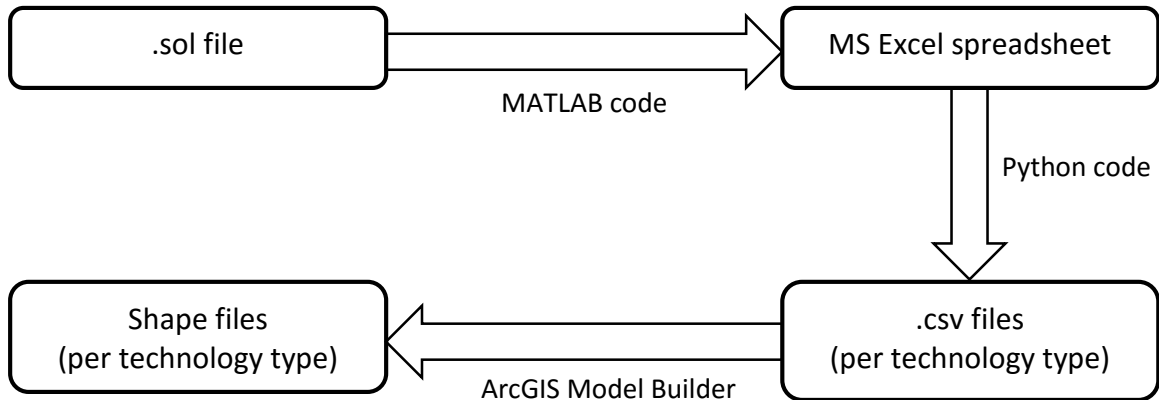 .sol file
MATLAB code
MS Excel spreadsheet
Python code
.csv files
(per technology type)
ArcGIS Model Builder
Shape files
(per technology type)